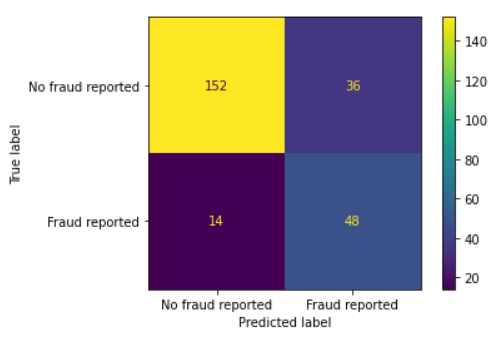 No fraud reported
152
36
Fraud reported
14
48
No fraud reported
Fraud reported
Predicted label
True label
140
120
100
80
60
40
20